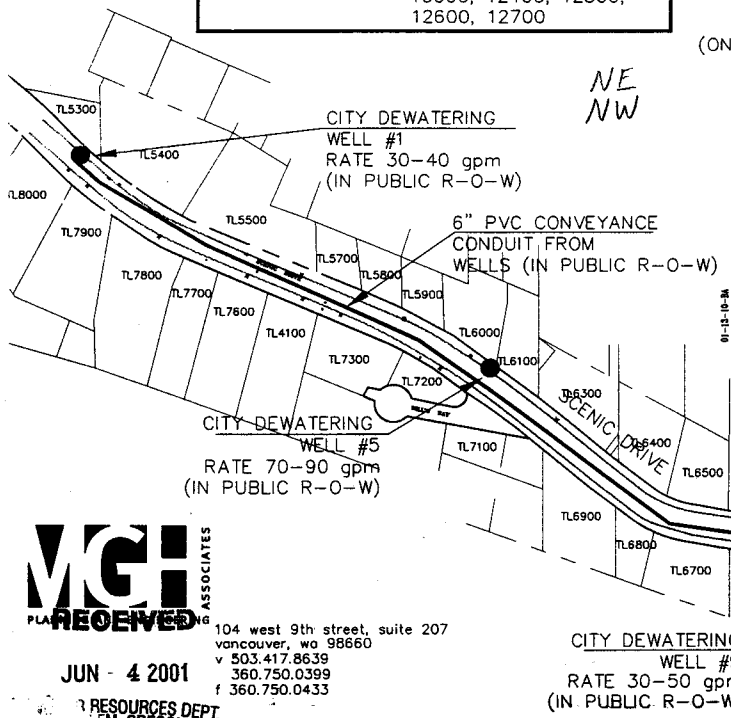 12600, 12700
(ON
NE
NW
TL5300
TL5400
CITY DEWATERING
WELL #1
RATE 30-40 gpm
(IN PUBLIC R-O-W)
TL8000
TL7900
TL5500
6" PVC CONVEYANCE
CONDUIT FROM
WELLS (IN PUBLIC R-O-W)
TL5700
TL5800
TL5900
TL7800
TL7700
TL7600
TL4100
TL7300
TL6000
TL6100
TL7200
TL6300
SCENIC DRIVE
TL6400
TL6500
CITY DEWATERING
WELL #5
RATE 70-90 gpm
(IN PUBLIC R-O-W)
TL7100
TL6900
TL6800
TL6700
MGH
ASSOCIATES
RECEIVED
JUN - 4 2001
RESOURCES DEPT
104 west 9th street, suite 207
vancouver, wa 98660
v 503.417.8639
360.750.0399
f 360.750.0433
CITY DEWATERING
WELL #
RATE 30-50 gpm
(IN PUBLIC R-O-W